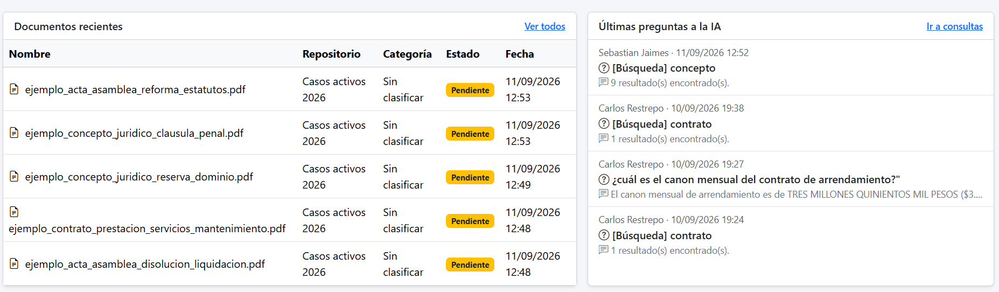 Documentos recientes
Ver todos
Nombre Repositorio Categoría Estado Fecha
ejemplo_acta_asamblea_reforma_estatutos.pdf Casos activos 2026 Sin clasificar Pendiente 11/09/2026 12:53
ejemplo_concepto_juridico_clausula_penal.pdf Casos activos 2026 Sin clasificar Pendiente 11/09/2026 12:53
ejemplo_concepto_juridico_reserva_dominio.pdf Casos activos 2026 Sin clasificar Pendiente 11/09/2026 12:49
ejemplo_contrato_prestacion_servicios_mantenimiento.pdf Casos activos 2026 Sin clasificar Pendiente 11/09/2026 12:48
ejemplo_acta_asamblea_disolucion_liquidacion.pdf Casos activos 2026 Sin clasificar Pendiente 11/09/2026 12:48
Últimas preguntas a la IA
Ir a consultas
Sebastian Jaimes · 11/09/2026 12:52
[Búsqueda] concepto
9 resultado(s) encontrado(s).
Carlos Restrepo · 10/09/2026 19:38
[Búsqueda] contrato
1 resultado(s) encontrado(s).
Carlos Restrepo · 10/09/2026 19:27
¿cuál es el canon mensual del contrato de arrendamiento?"
El canon mensual de arrendamiento es de TRES MILLONES QUINIENTOS MIL PESOS ($3....
Carlos Restrepo · 10/09/2026 19:24
[Búsqueda] contrato
1 resultado(s) encontrado(s).